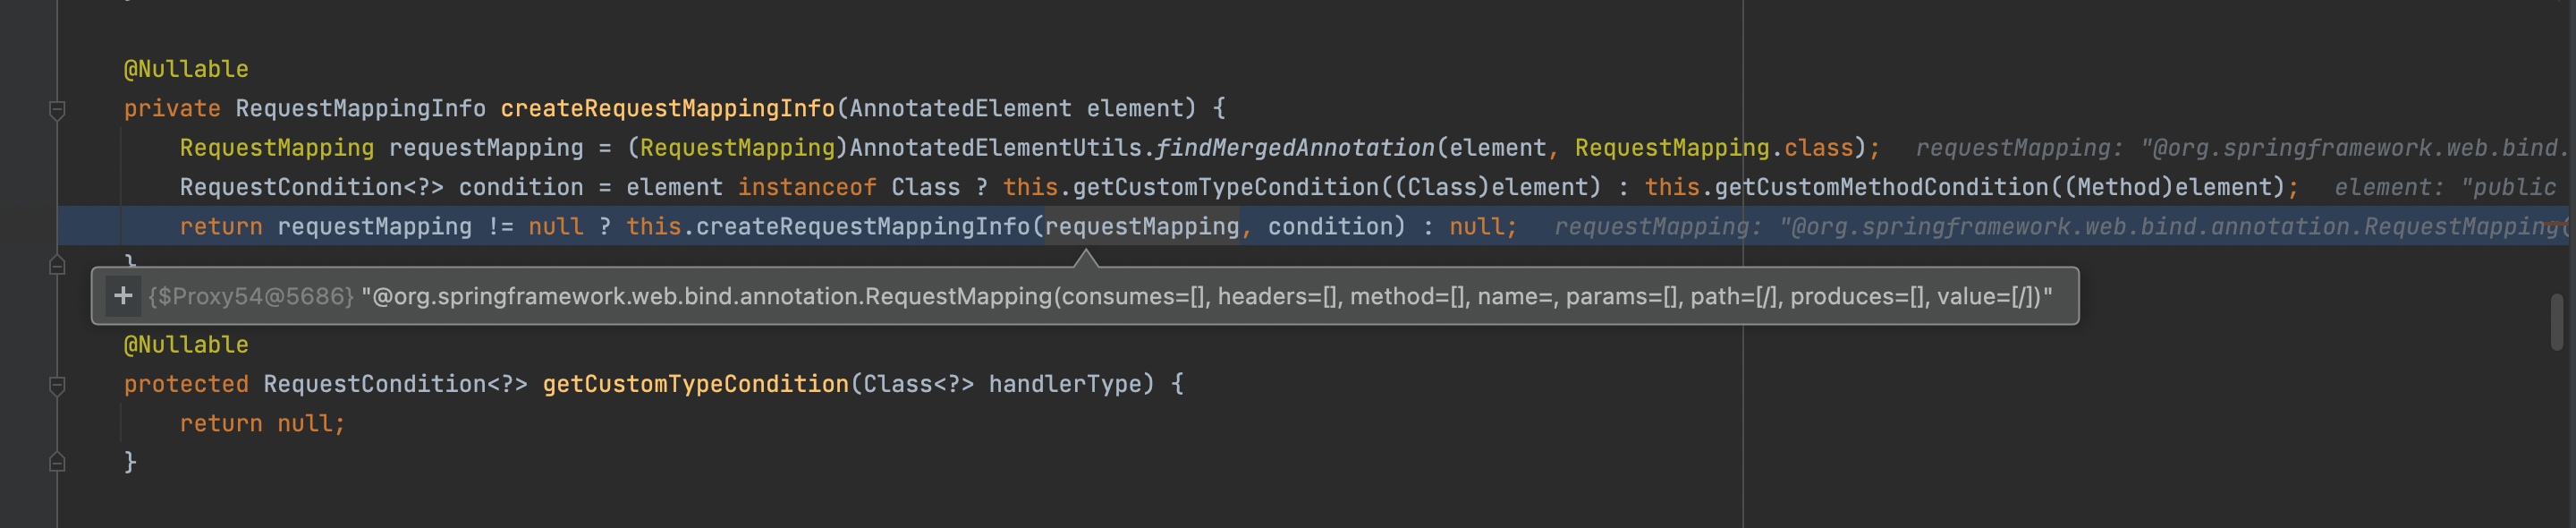 @Nullable
private RequestMappingInfo createRequestMappingInfo(AnnotatedElement element) {
RequestMapping requestMapping = (RequestMapping)AnnotatedElementUtils.findMergedAnnotation(element, RequestMapping.class);   requestMapping: "@org.springframework.web.bind.
RequestCondition<?> condition = element instanceof Class ? this.getCustomTypeCondition((Class)element) : this.getCustomMethodCondition((Method)element);   element: "public
return requestMapping != null ? this.createRequestMappingInfo(requestMapping, condition) : null;   requestMapping: "@org.springframework.web.bind.annotation.RequestMapping(
}
+ {$Proxy54@5686} "@org.springframework.web.bind.annotation.RequestMapping(consumes=[], headers=[], method=[], name=, params=[], path=[/], produces=[], value=[/])"
@Nullable
protected RequestCondition<?> getCustomTypeCondition(Class<?> handlerType) {
return null;
}